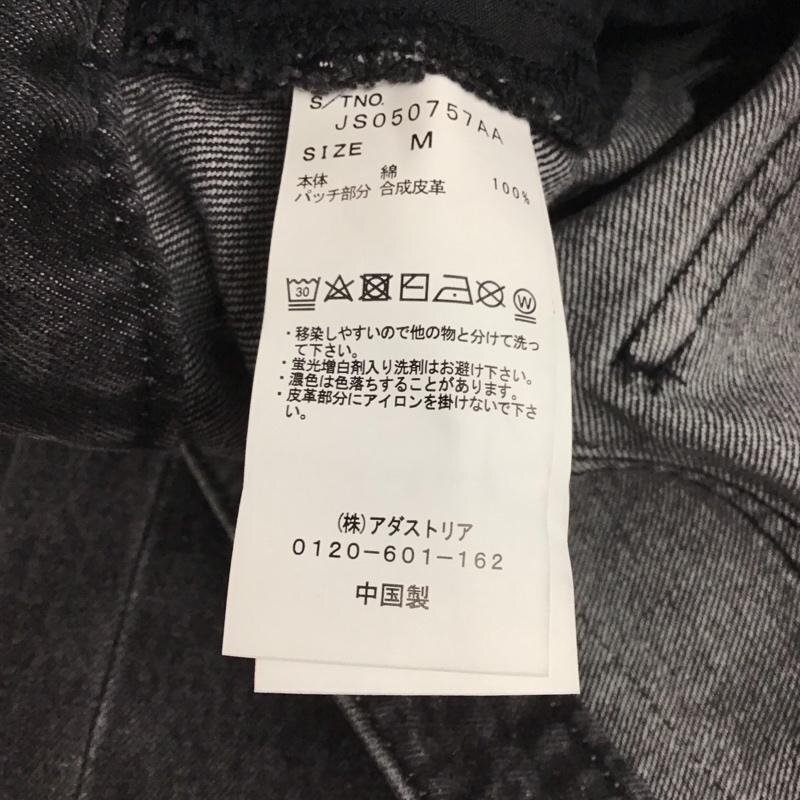 S/TNO.
JS050757AA
SIZE M
本体 綿 100%
パッチ部分 合成皮革
30 W
・移染しやすいので他の物と分けて洗っ
て下さい。
・蛍光増白剤入り洗剤はお避け下さい。
・濃色は色落ちすることがあります。
・皮革部分にアイロンを掛けないで下さ
い。
(株)アダストリア
0120-601-162
中国製